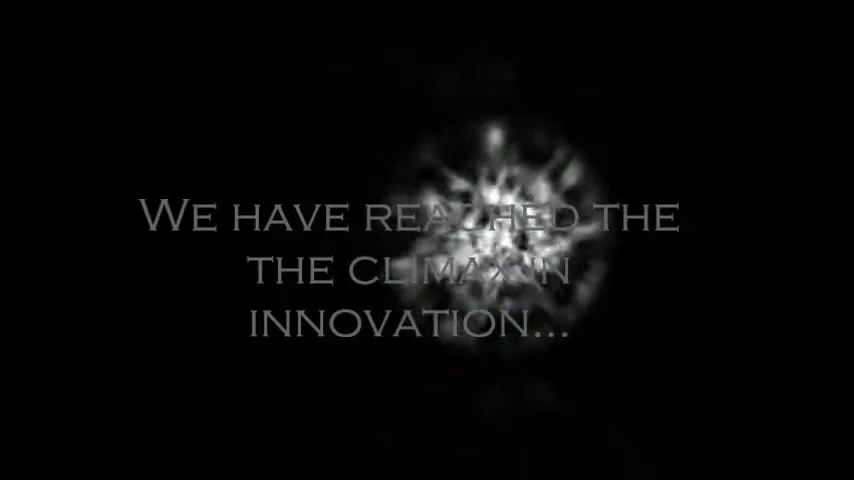 We have reached the
the climax in
innovation...